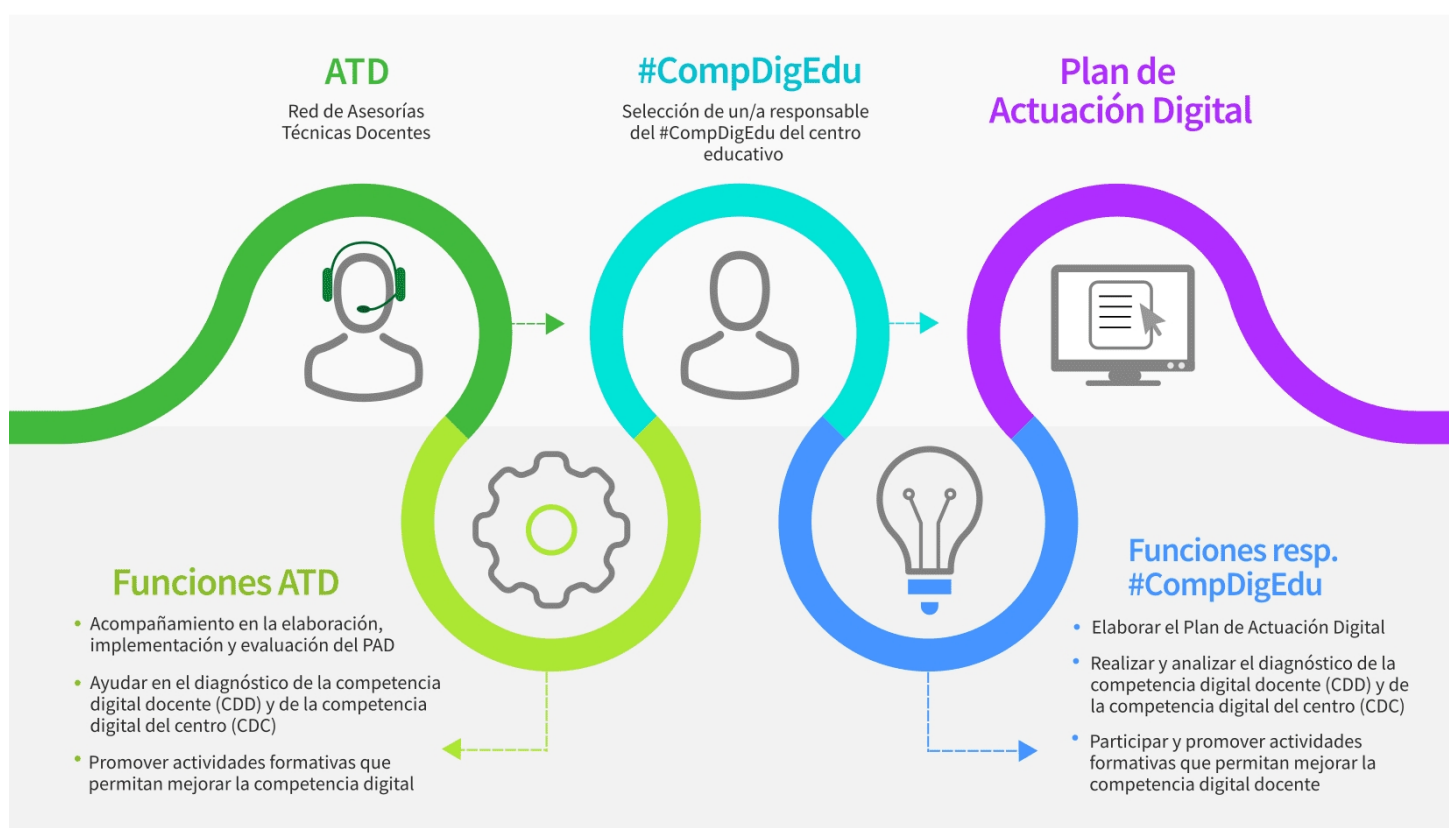 ATD
Red de Asesorías
Técnicas Docentes
#CompDigEdu
Selección de un/a responsable
del #CompDigEdu del centro
educativo
Plan de
Actuación Digital
Funciones ATD
• Acompañamiento en la elaboración,
implementación y evaluación del PAD
• Ayudar en el diagnóstico de la competencia
digital docente (CDD) y de la competencia
digital del centro (CDC)
• Promover actividades formativas que
permitan mejorar la competencia digital
Funciones resp.
#CompDigEdu
• Elaborar el Plan de Actuación Digital
• Realizar y analizar el diagnóstico de la
competencia digital docente (CDD) y de
la competencia digital del centro (CDC)
• Participar y promover actividades
formativas que permitan mejorar la
competencia digital docente